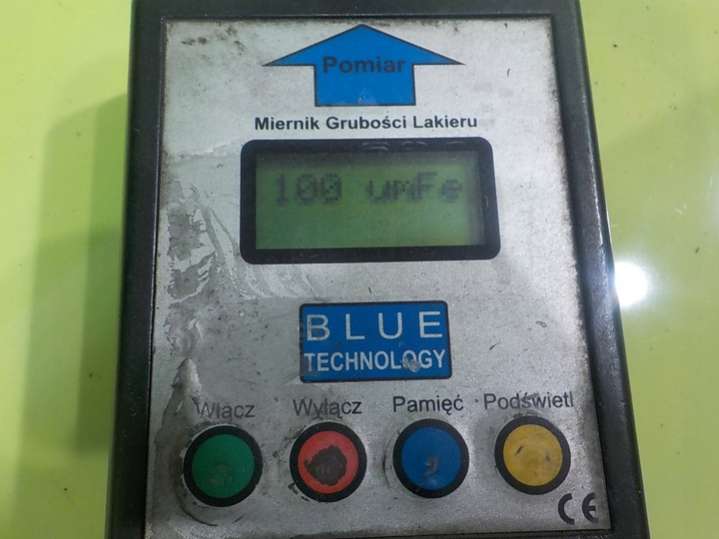 Pomiar
Miernik Grubości Lakieru
100 umFe
BLUE
TECHNOLOGY
Włącz Wyłącz Pamięć Podświetl
CE